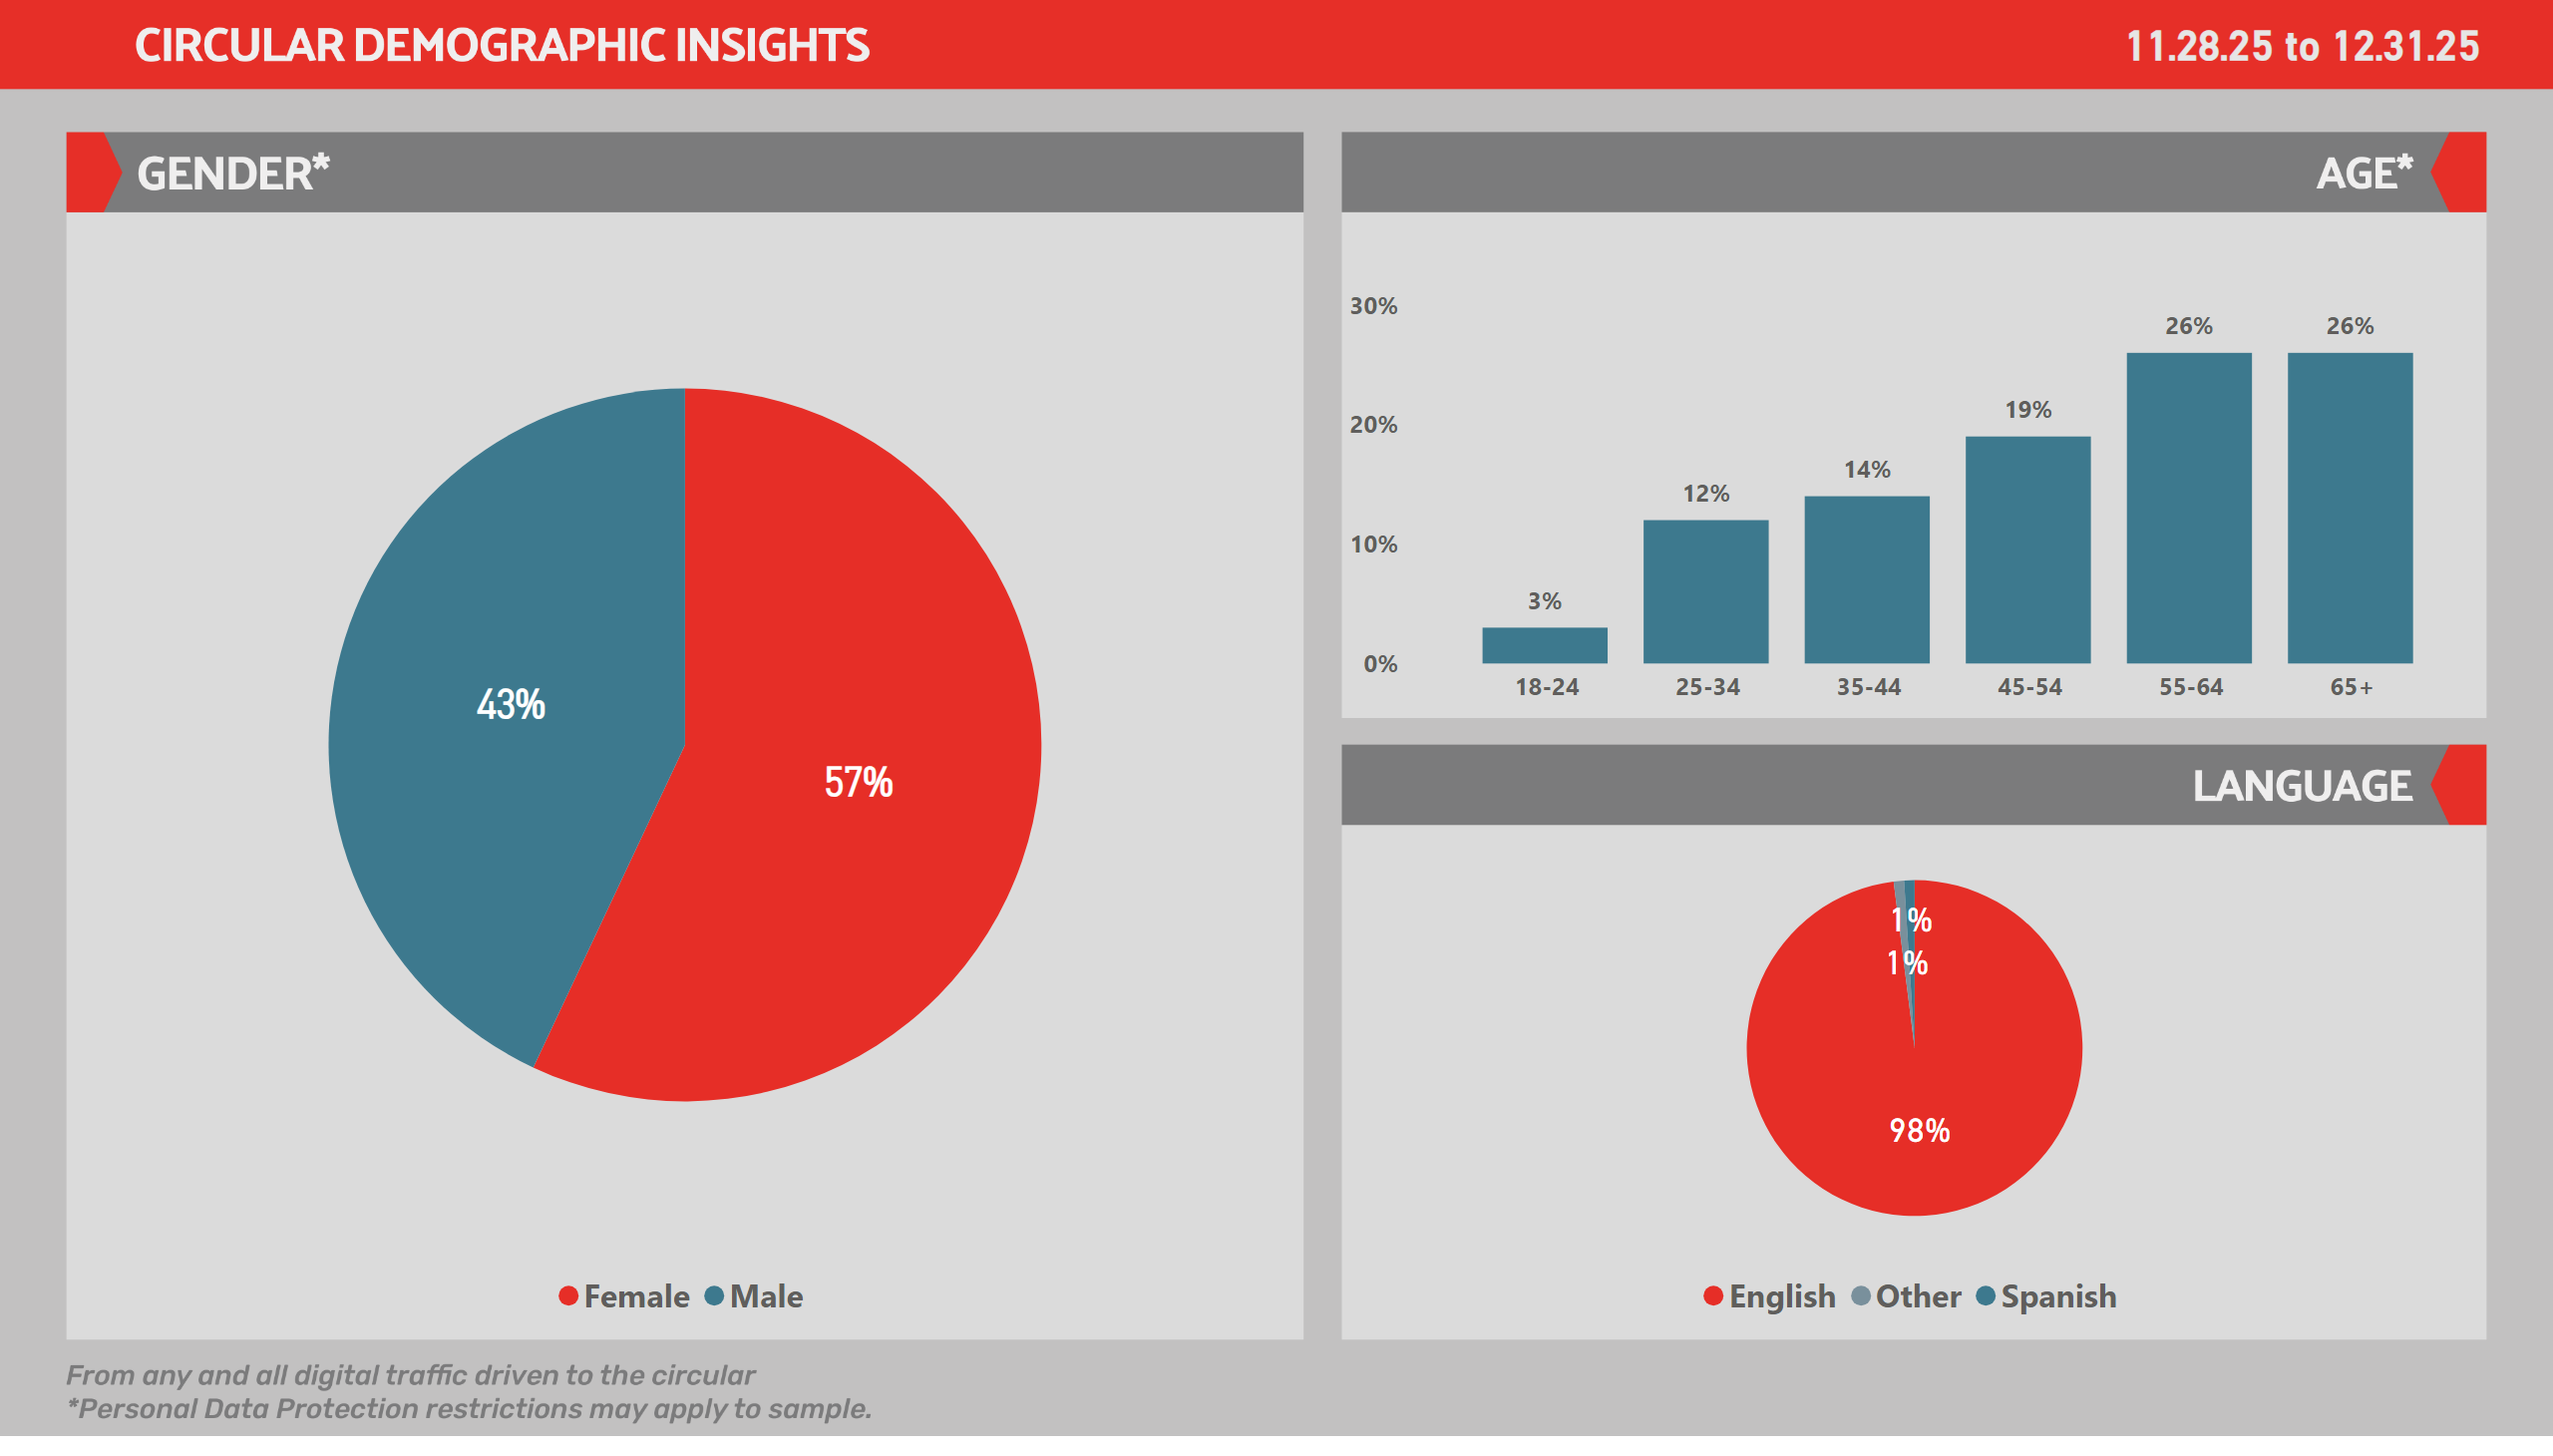 CIRCULAR DEMOGRAPHIC INSIGHTS
11.28.25 to 12.31.25
GENDER*
43%
57%
Female Male
AGE*
30%
20%
10%
0%
3%
12%
14%
19%
26%
26%
18-24 25-34 35-44 45-54 55-64 65+
LANGUAGE
1%
1%
98%
English Other Spanish
From any and all digital traffic driven to the circular
*Personal Data Protection restrictions may apply to sample.